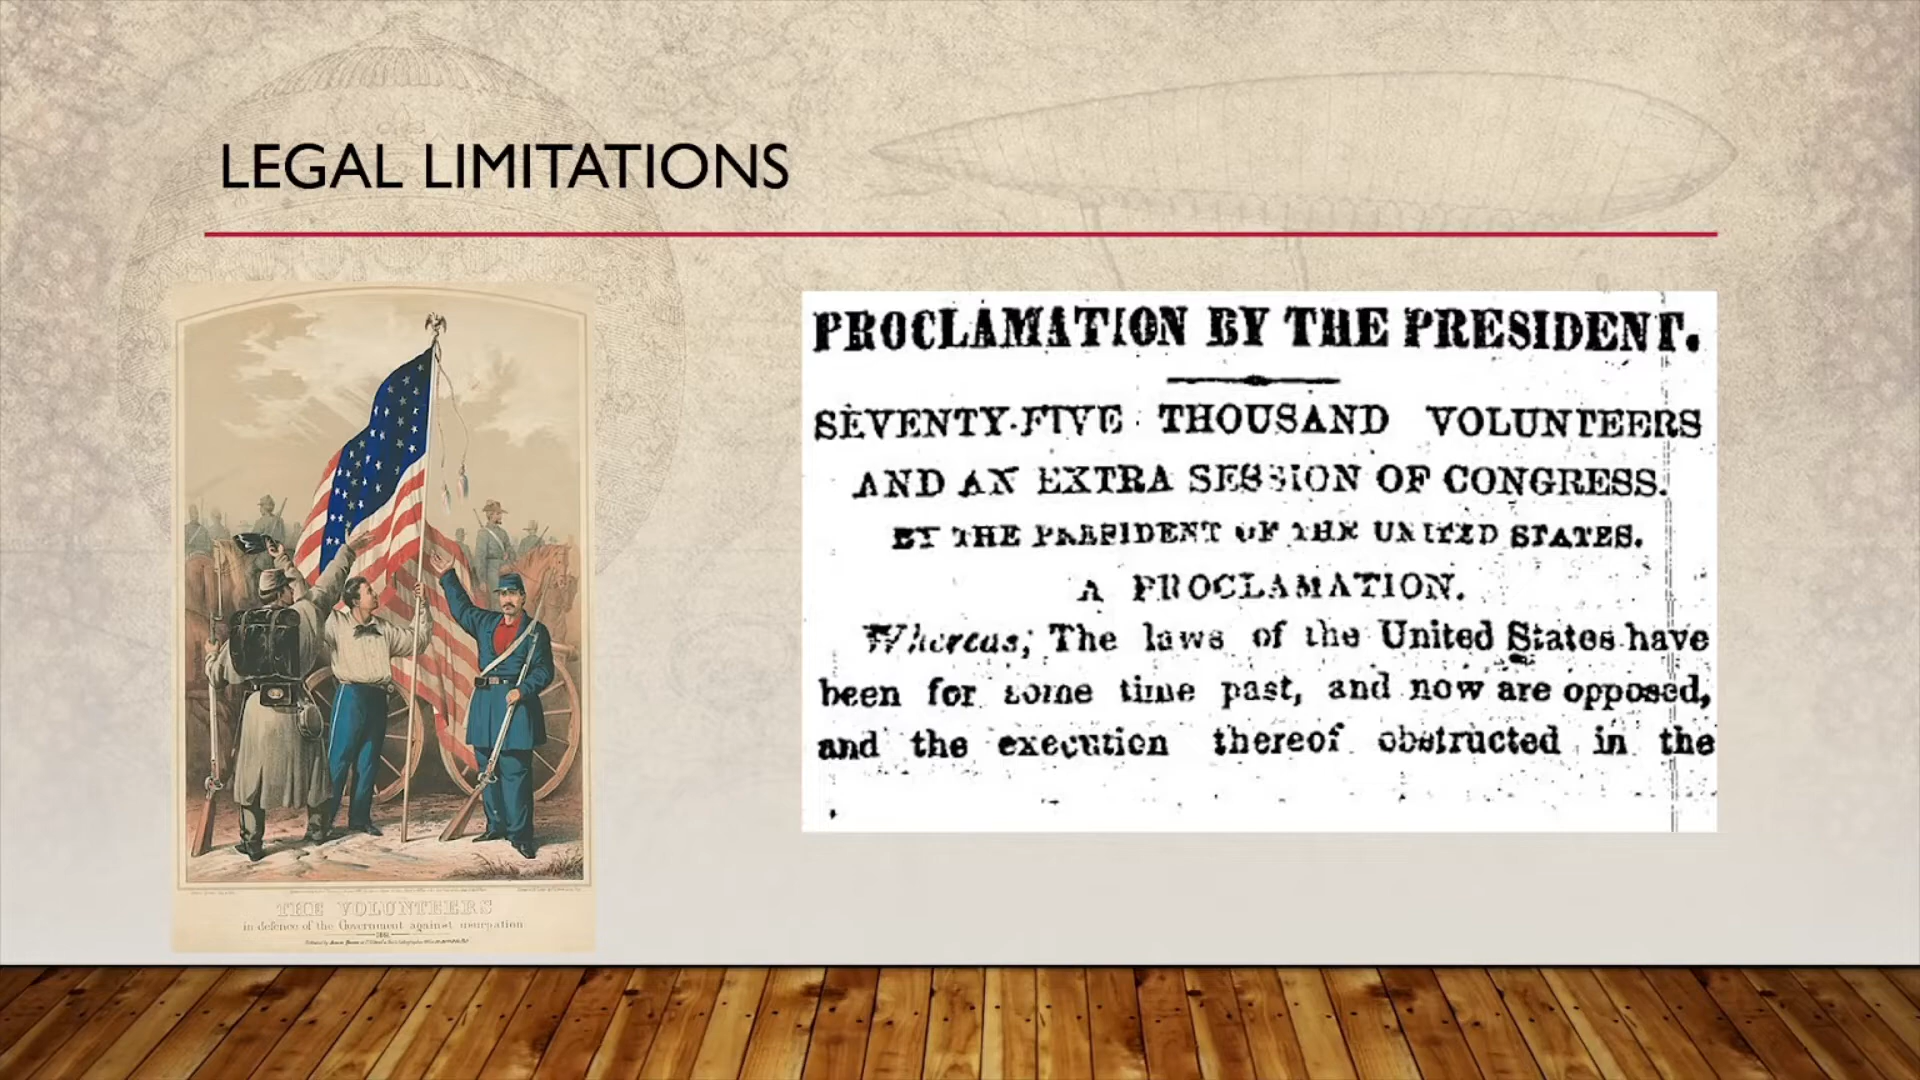 LEGAL LIMITATIONS
THE VOLUNTEERS
in defence of the Government against usurpation
PROCLAMATION BY THE PRESIDENT.
SEVENTY-FIVE THOUSAND VOLUNTEERS
AND AN EXTRA SESSION OF CONGRESS.
BY THE PRESIDENT OF THE UNITED STATES.
A PROCLAMATION.
Whereas, The laws of the United States have
been for some time past, and now are opposed,
and the execution thereof obstructed in the